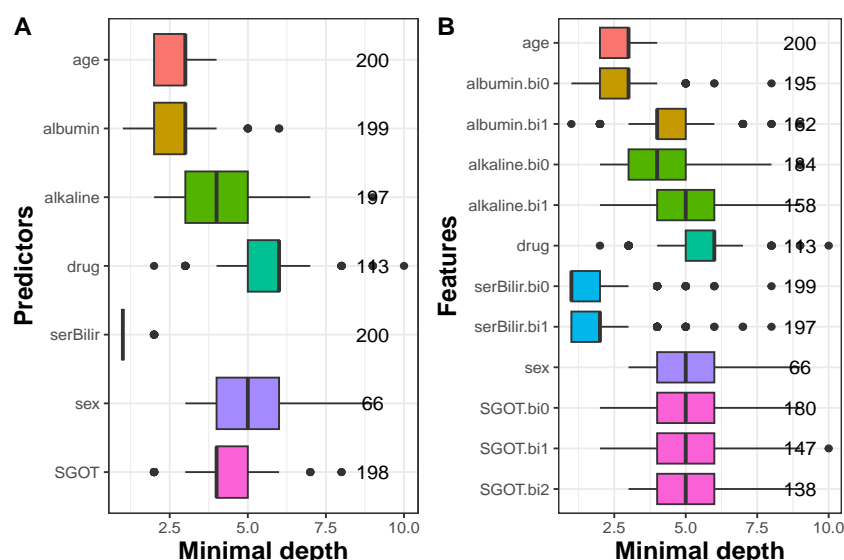 A
Predictors
age
albumin
alkaline
drug
serBilir
sex
SGOT
200
199
197
113
200
66
198
2.5 5.0 7.5 10.0
Minimal depth
B
Features
age
albumin.bi0
albumin.bi1
alkaline.bi0
alkaline.bi1
drug
serBilir.bi0
serBilir.bi1
sex
SGOT.bi0
SGOT.bi1
SGOT.bi2
200
195
162
184
158
113
199
197
66
180
147
138
2.5 5.0 7.5 10.0
Minimal depth